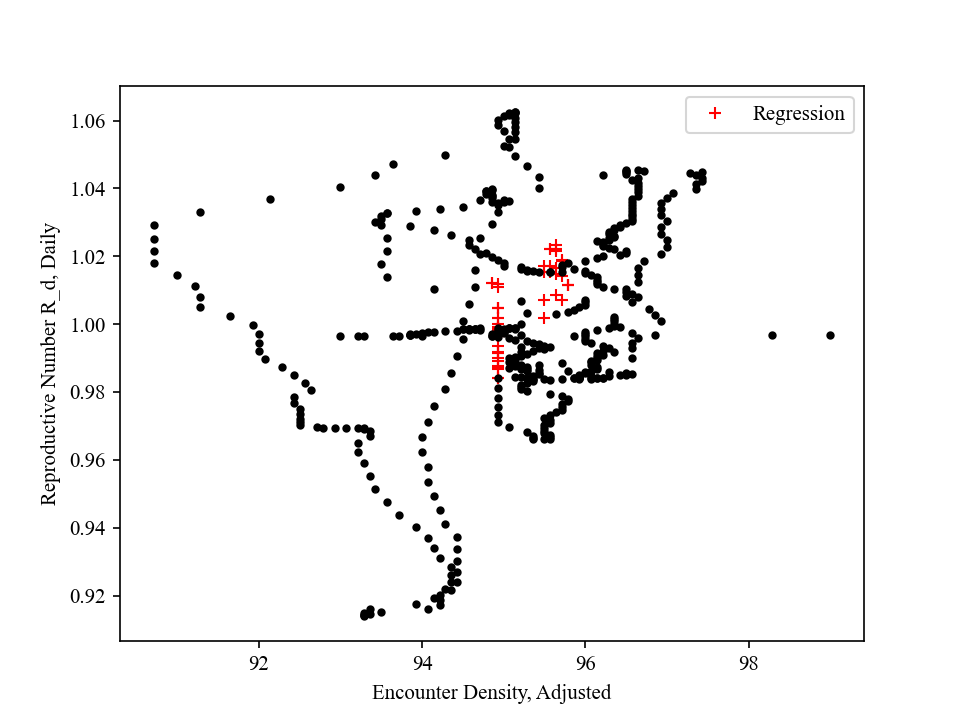 Regression
1.06
1.04
1.02
1.00
0.98
0.96
0.94
0.92
Reproductive Number R_d, Daily
92 94 96 98
Encounter Density, Adjusted